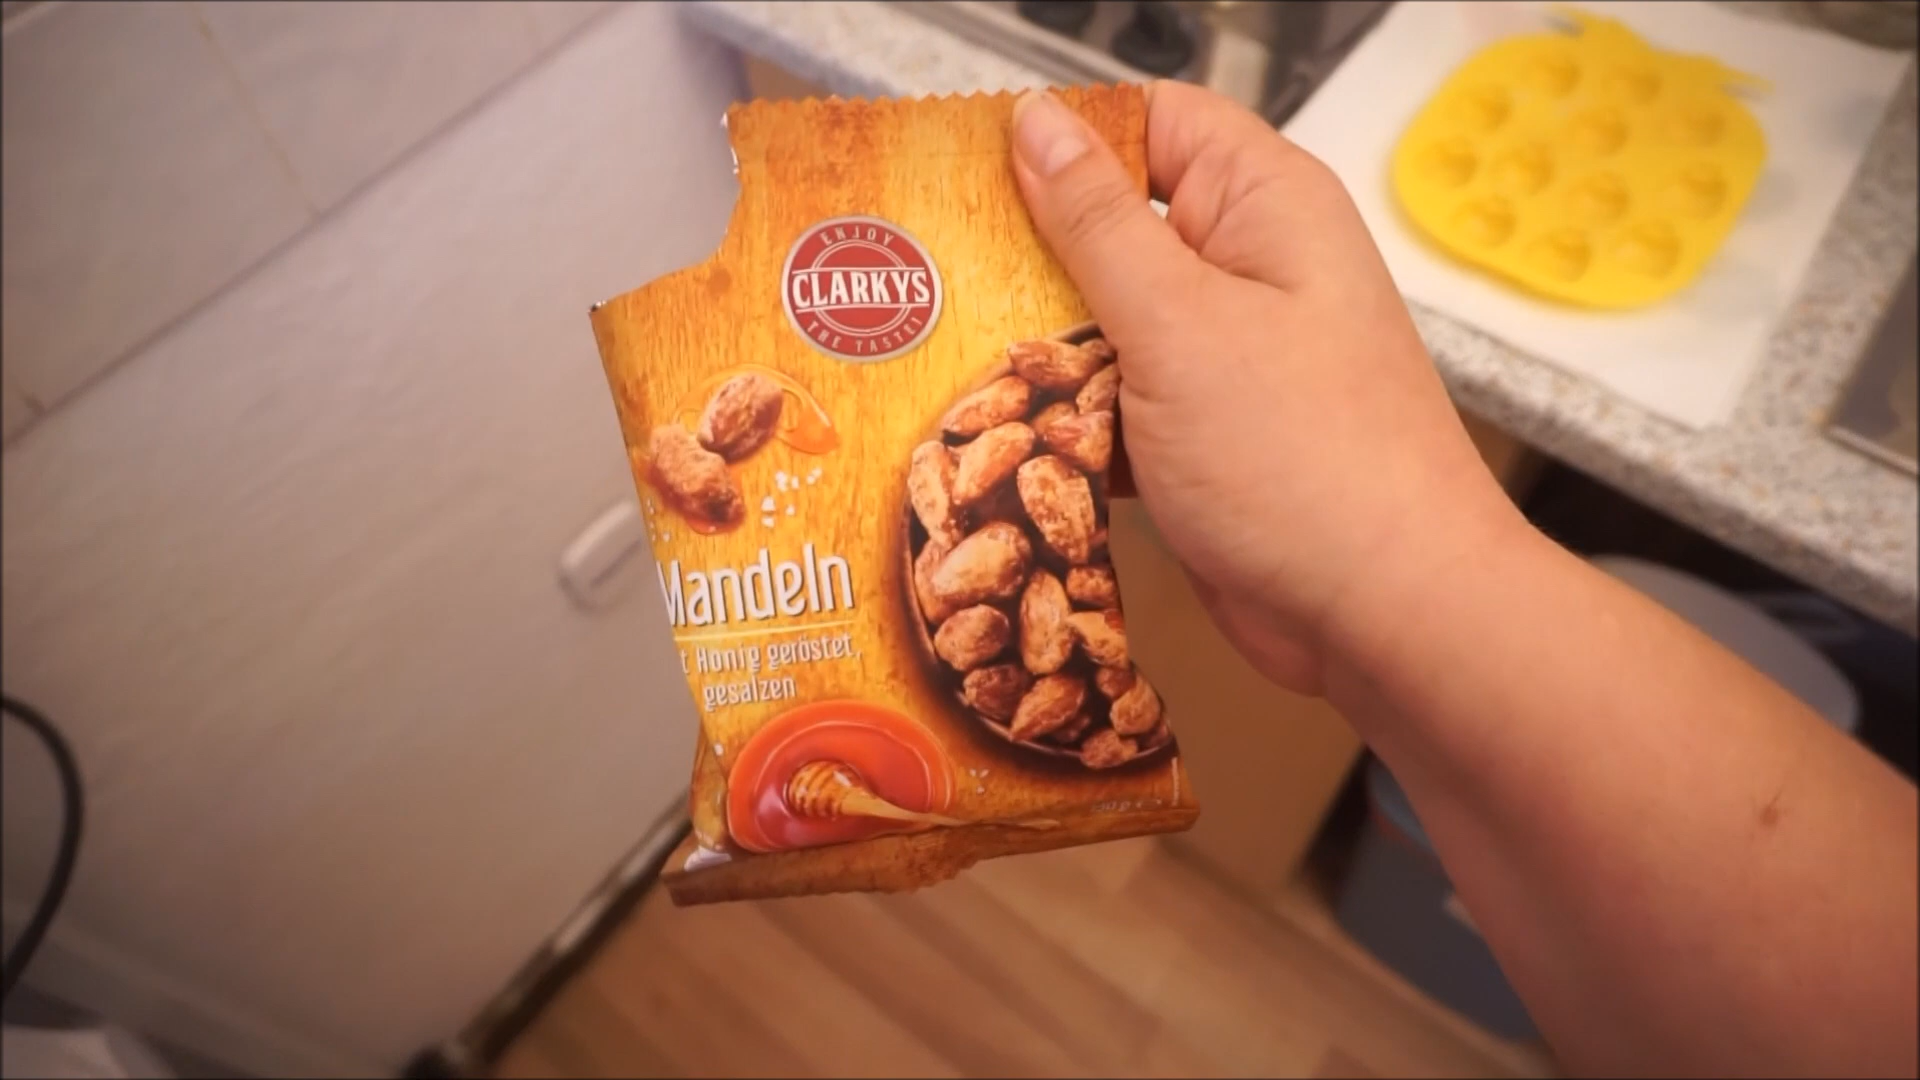 ENJOY
CLARKYS
THE TASTE!
Mandeln
t Honig geröstet,
gesalzen